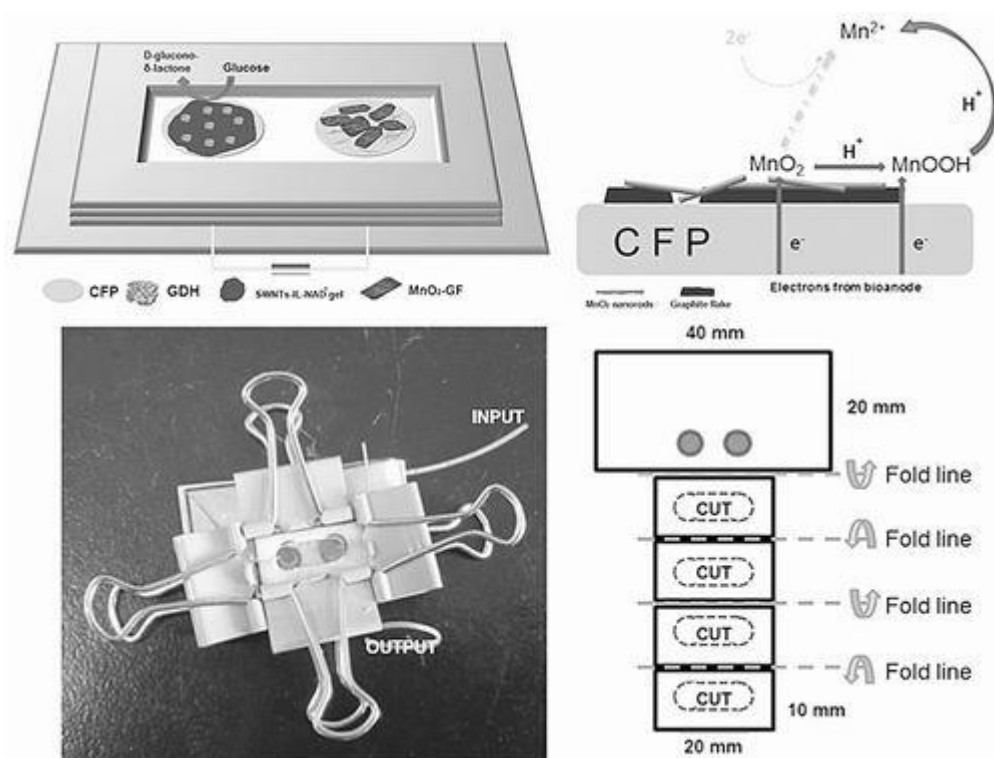 D-glucono-
δ-lactone
Glucose
CFP
GDH
SWNTs-IL-NAD⁺gel
MnO₂-GF
2e⁻
Mn²⁺
H⁺
MnO₂
H⁺
MnOOH
CFP
e⁻
e⁻
MnO₂ nanorods
Graphite flake
Electrons from bioanode
INPUT
OUTPUT
40 mm
20 mm
Fold line
CUT
Fold line
CUT
Fold line
CUT
Fold line
CUT
10 mm
20 mm